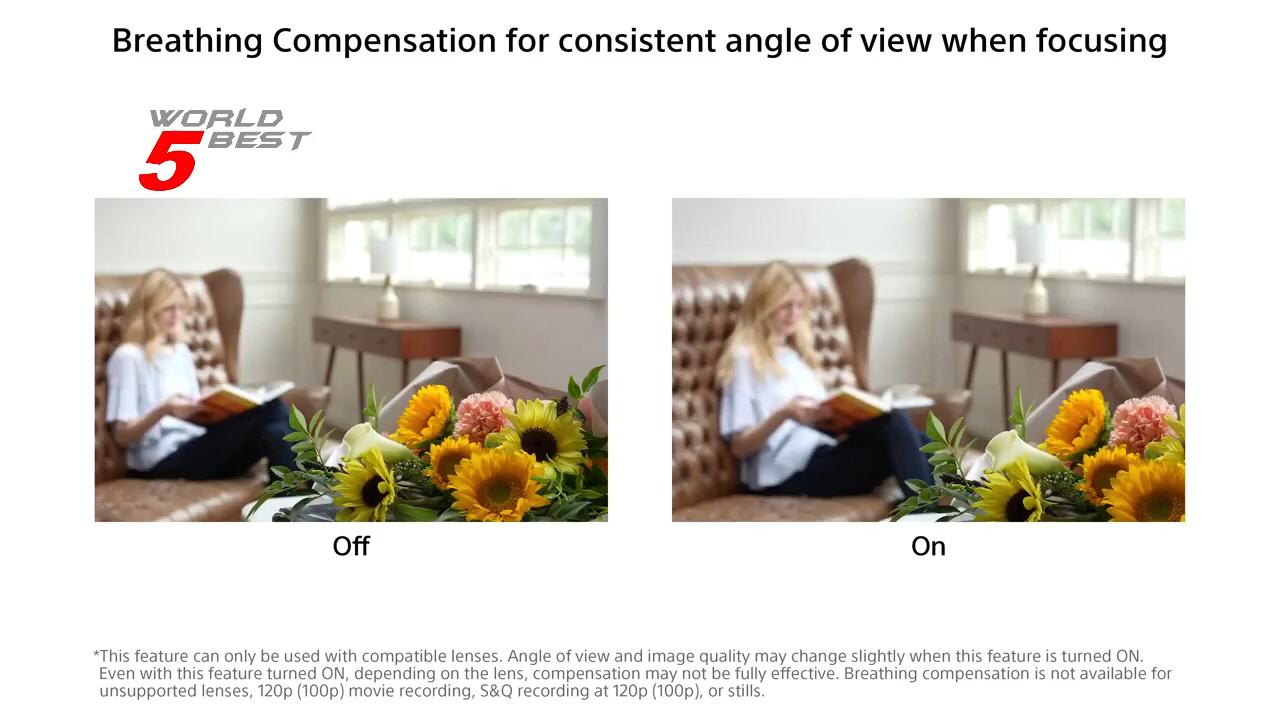 Breathing Compensation for consistent angle of view when focusing
WORLD
5 BEST
Off
On
*This feature can only be used with compatible lenses. Angle of view and image quality may change slightly when this feature is turned ON.
Even with this feature turned ON, depending on the lens, compensation may not be fully effective. Breathing compensation is not available for
unsupported lenses, 120p (100p) movie recording, S&Q recording at 120p (100p), or stills.